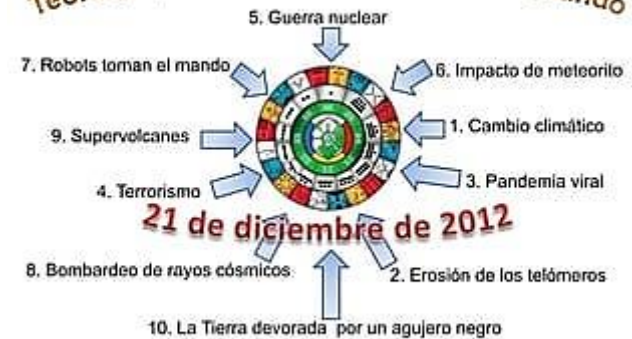 5. Guerra nuclear
7. Robots toman el mando
6. Impacto de meteorito
9. Supervolcanes
1. Cambio climático
4. Terrorismo
3. Pandemia viral
21 de diciembre de 2012
8. Bombardeo de rayos cósmicos
2. Erosión de los telómeros
10. La Tierra devorada por un agujero negro